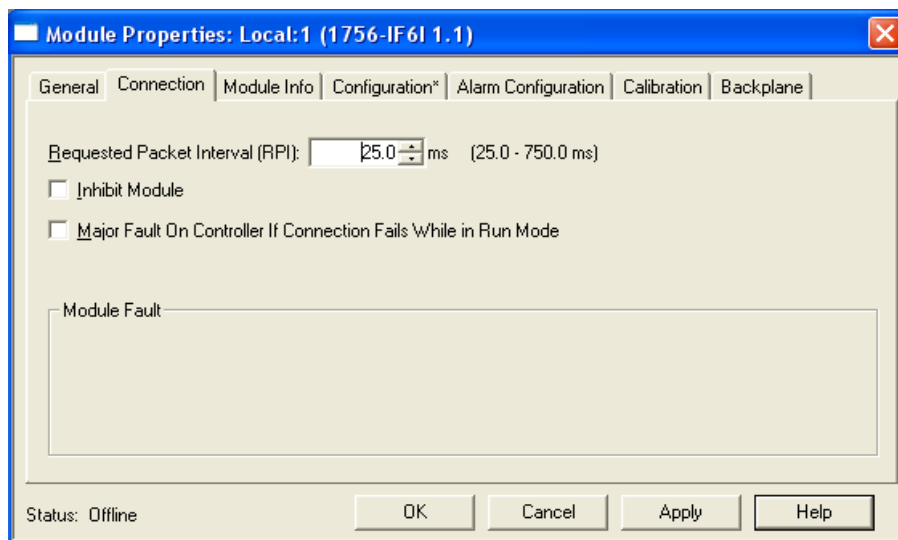 Module Properties: Local:1 (1756-IF6I 1.1)
General Connection Module Info Configuration* Alarm Configuration Calibration Backplane
Requested Packet Interval (RPI): 25.0 ms (25.0 - 750.0 ms)
Inhibit Module
Major Fault On Controller If Connection Fails While in Run Mode
Module Fault
Status: Offline OK Cancel Apply Help